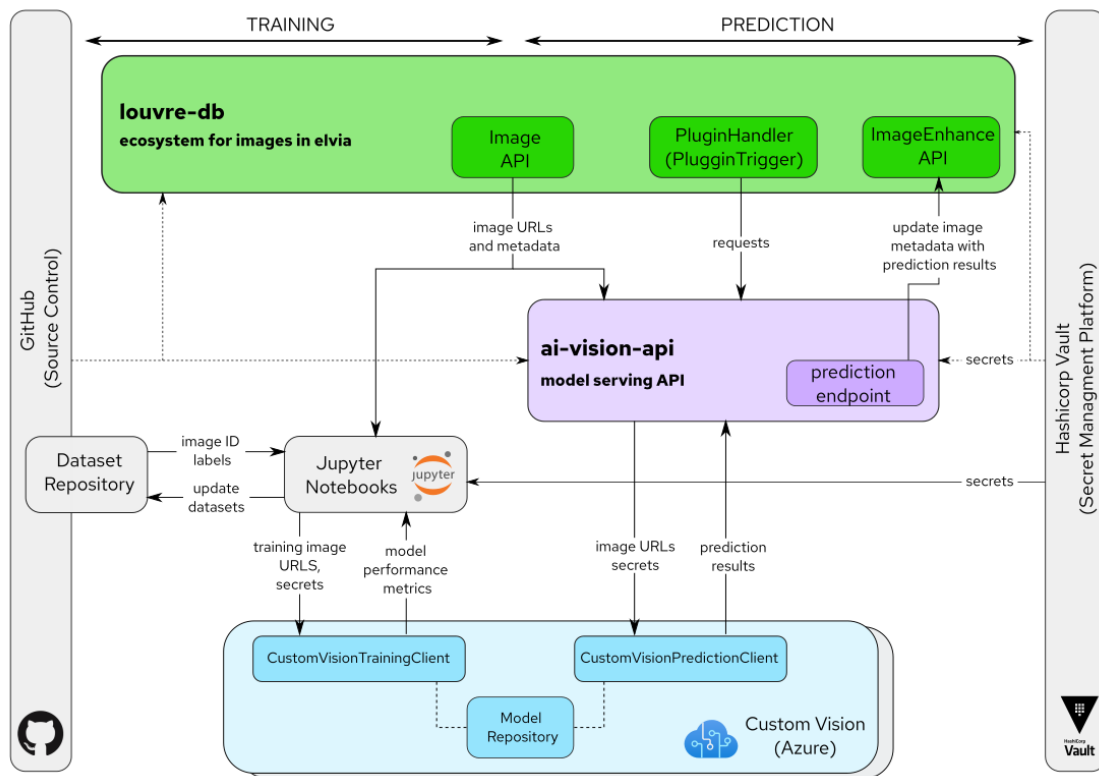 TRAINING
PREDICTION
louvre-db
ecosystem for images in elvia
Image
API
PluginHandler
(PlugginTrigger)
ImageEnhance
API
image URLs
and metadata
requests
update image
metadata with
prediction results
GitHub
(Source Control)
Hashicorp Vault
(Secret Managment Platform)
ai-vision-api
model serving API
prediction
endpoint
secrets
Dataset
Repository
image ID
labels
update
datasets
Jupyter
Notebooks
jupyter
secrets
training image
URLS,
secrets
model
performance
metrics
image URLs
secrets
prediction
results
CustomVisionTrainingClient
CustomVisionPredictionClient
Model
Repository
Custom Vision
(Azure)
HashiCorp
Vault